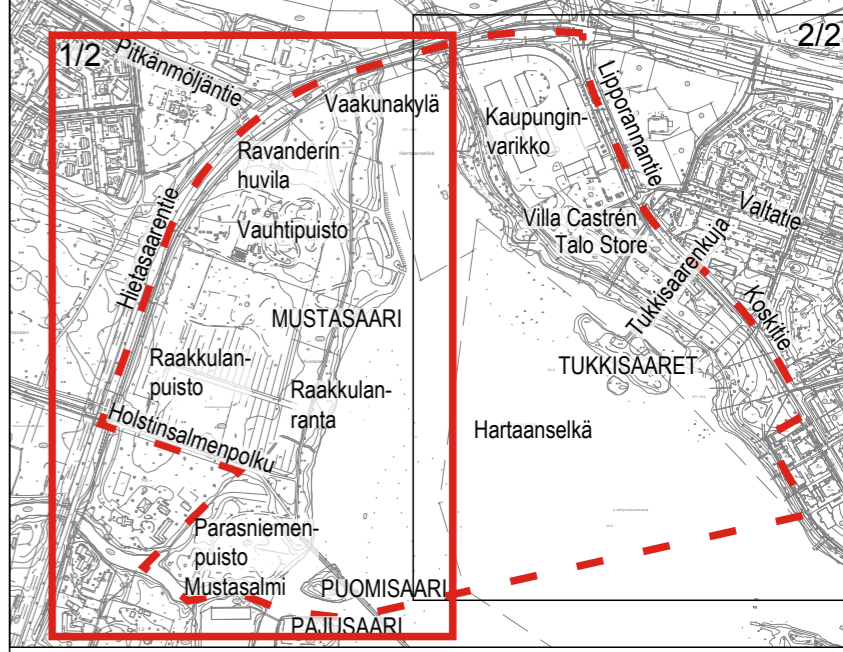 1/2
2/2
Pitkänmöljäntie
Vaakunakylä
Ravanderin
huvila
Vauhtipuisto
Hietasaarentie
MUSTASAARI
Raakkulan-
puisto
Raakkulan-
ranta
Holstinsalmenpolku
Parasniemen-
puisto
Mustasalmi
PUOMISAARI
PAJUSAARI
Kaupungin-
varikko
Lipporannantie
Villa Castrén
Talo Store
Valtatie
Tukkisaarenkuja
Koskitie
TUKKISAARET
Hartaanselkä